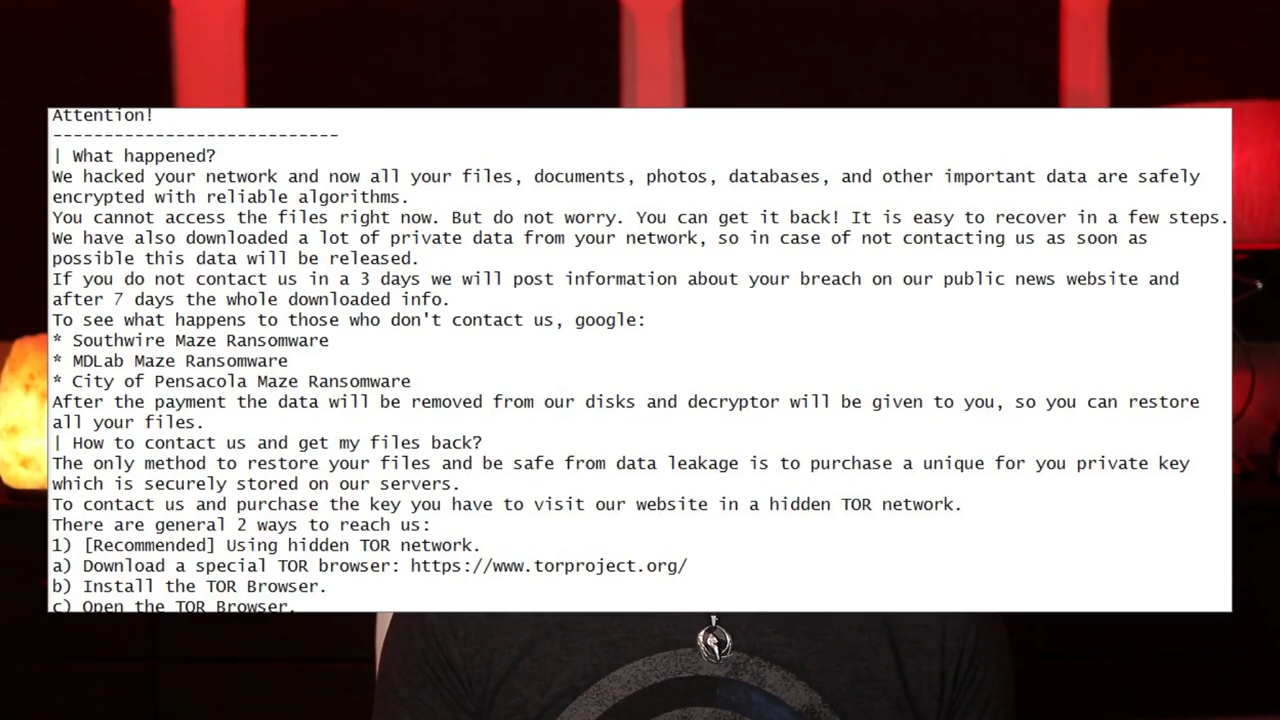 Attention!
----------------------------
| What happened?
We hacked your network and now all your files, documents, photos, databases, and other important data are safely
encrypted with reliable algorithms.
You cannot access the files right now. But do not worry. You can get it back! It is easy to recover in a few steps.
We have also downloaded a lot of private data from your network, so in case of not contacting us as soon as
possible this data will be released.
If you do not contact us in a 3 days we will post information about your breach on our public news website and
after 7 days the whole downloaded info.
To see what happens to those who don't contact us, google:
* Southwire Maze Ransomware
* MDLab Maze Ransomware
* City of Pensacola Maze Ransomware
After the payment the data will be removed from our disks and decryptor will be given to you, so you can restore
all your files.
| How to contact us and get my files back?
The only method to restore your files and be safe from data leakage is to purchase a unique for you private key
which is securely stored on our servers.
To contact us and purchase the key you have to visit our website in a hidden TOR network.
There are general 2 ways to reach us:
1) [Recommended] Using hidden TOR network.
a) Download a special TOR browser: https://www.torproject.org/
b) Install the TOR Browser.
c) Open the TOR Browser.